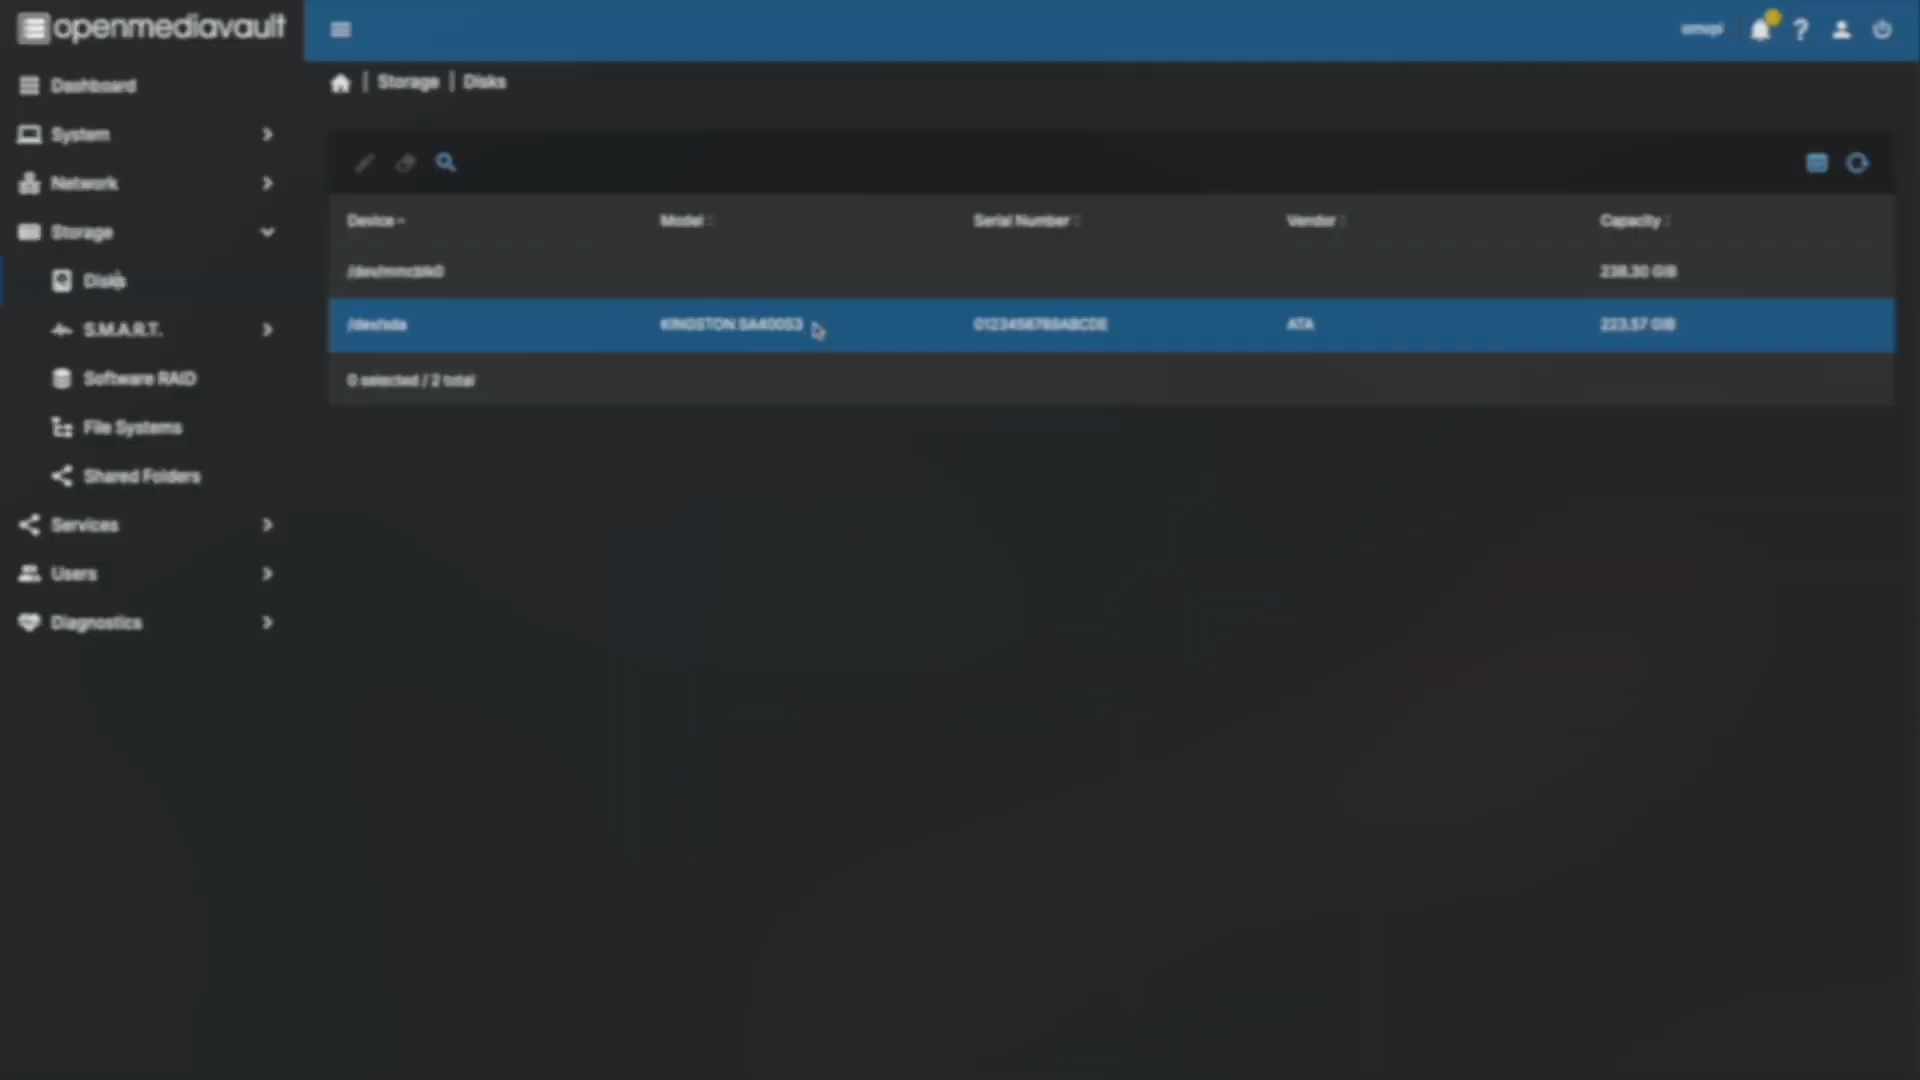 openmediavault
omvpi
Dashboard
System
Network
Storage
Disks
S.M.A.R.T.
Software RAID
File Systems
Shared Folders
Services
Users
Diagnostics
| Storage | Disks
Device Model Serial Number Vendor Capacity
/dev/mmcblk0 238.30 GiB
/dev/sda KINGSTON SA400S3 0123456789ABCDE ATA 223.57 GiB
0 selected / 2 total